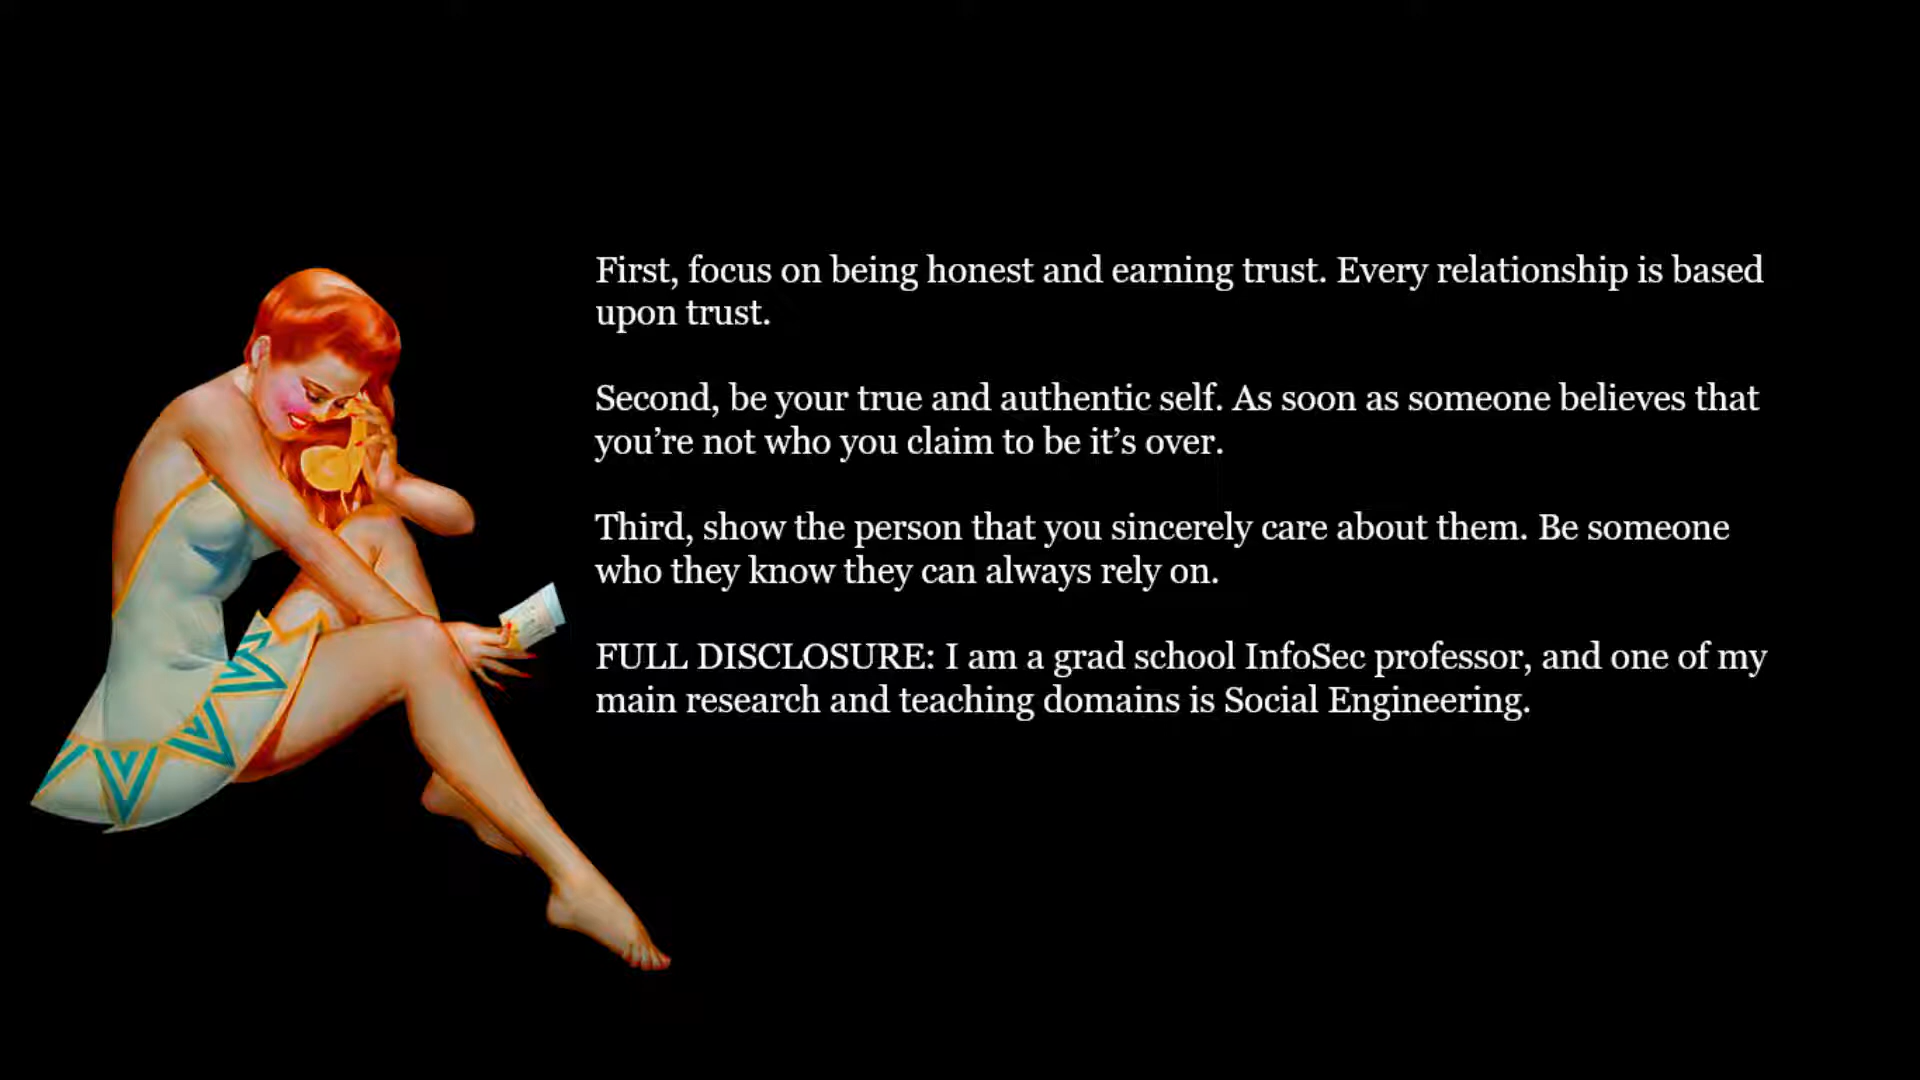 First, focus on being honest and earning trust. Every relationship is based
upon trust.
Second, be your true and authentic self. As soon as someone believes that
you’re not who you claim to be it’s over.
Third, show the person that you sincerely care about them. Be someone
who they know they can always rely on.
FULL DISCLOSURE: I am a grad school InfoSec professor, and one of my
main research and teaching domains is Social Engineering.